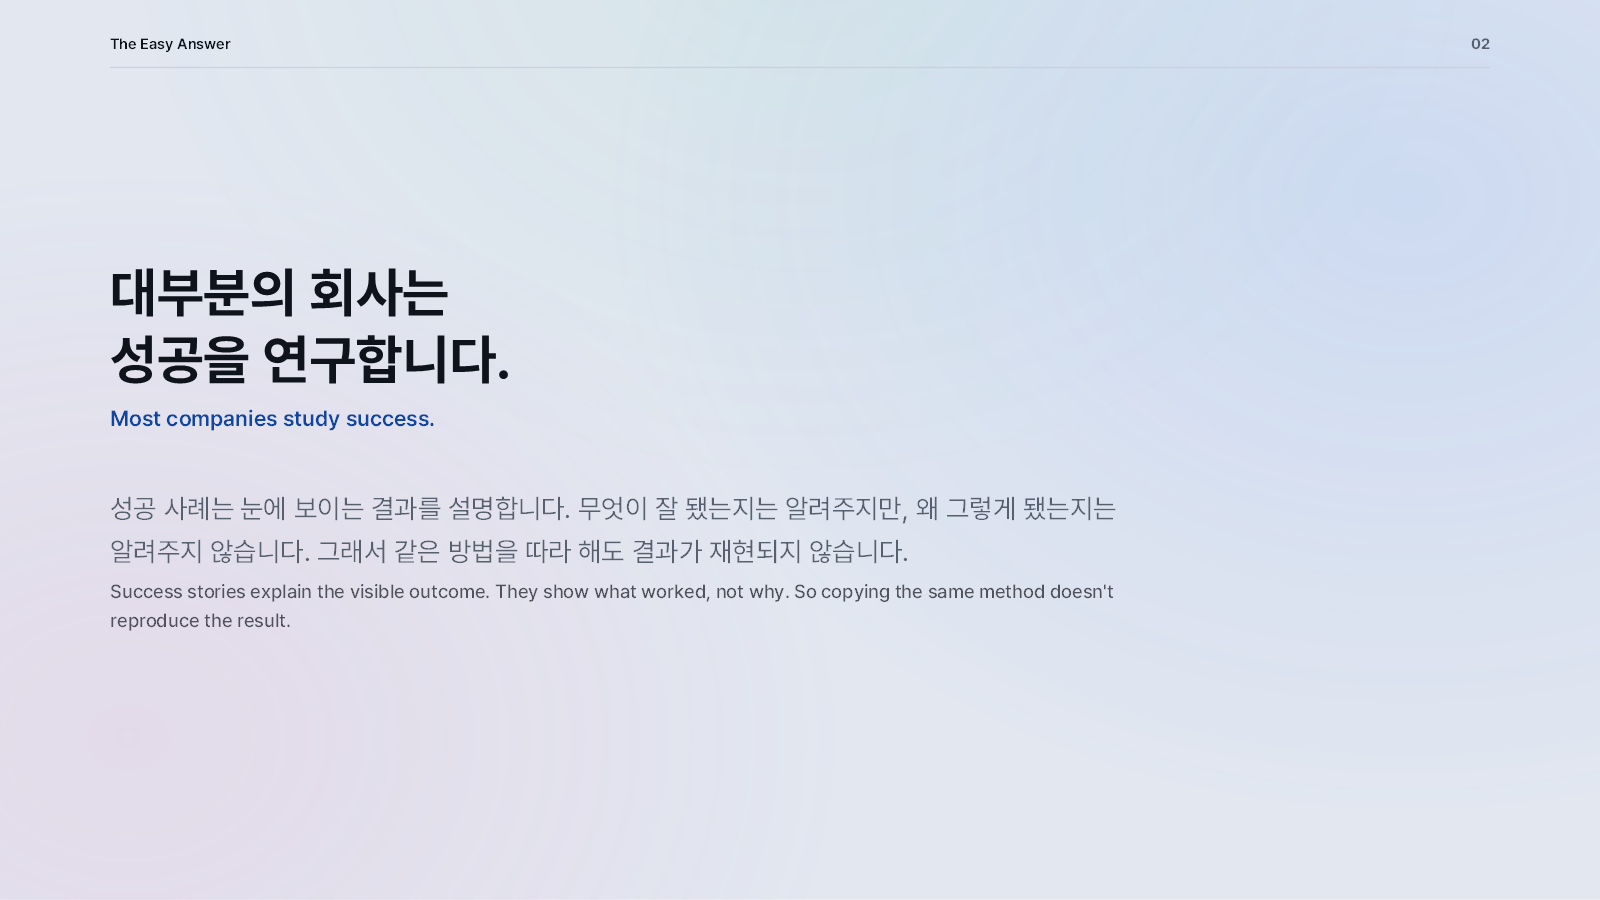 The Easy Answer
02
대부분의 회사는
성공을 연구합니다.
Most companies study success.
성공 사례는 눈에 보이는 결과를 설명합니다. 무엇이 잘 됐는지는 알려주지만, 왜 그렇게 됐는지는
알려주지 않습니다. 그래서 같은 방법을 따라 해도 결과가 재현되지 않습니다.
Success stories explain the visible outcome. They show what worked, not why. So copying the same method doesn't
reproduce the result.